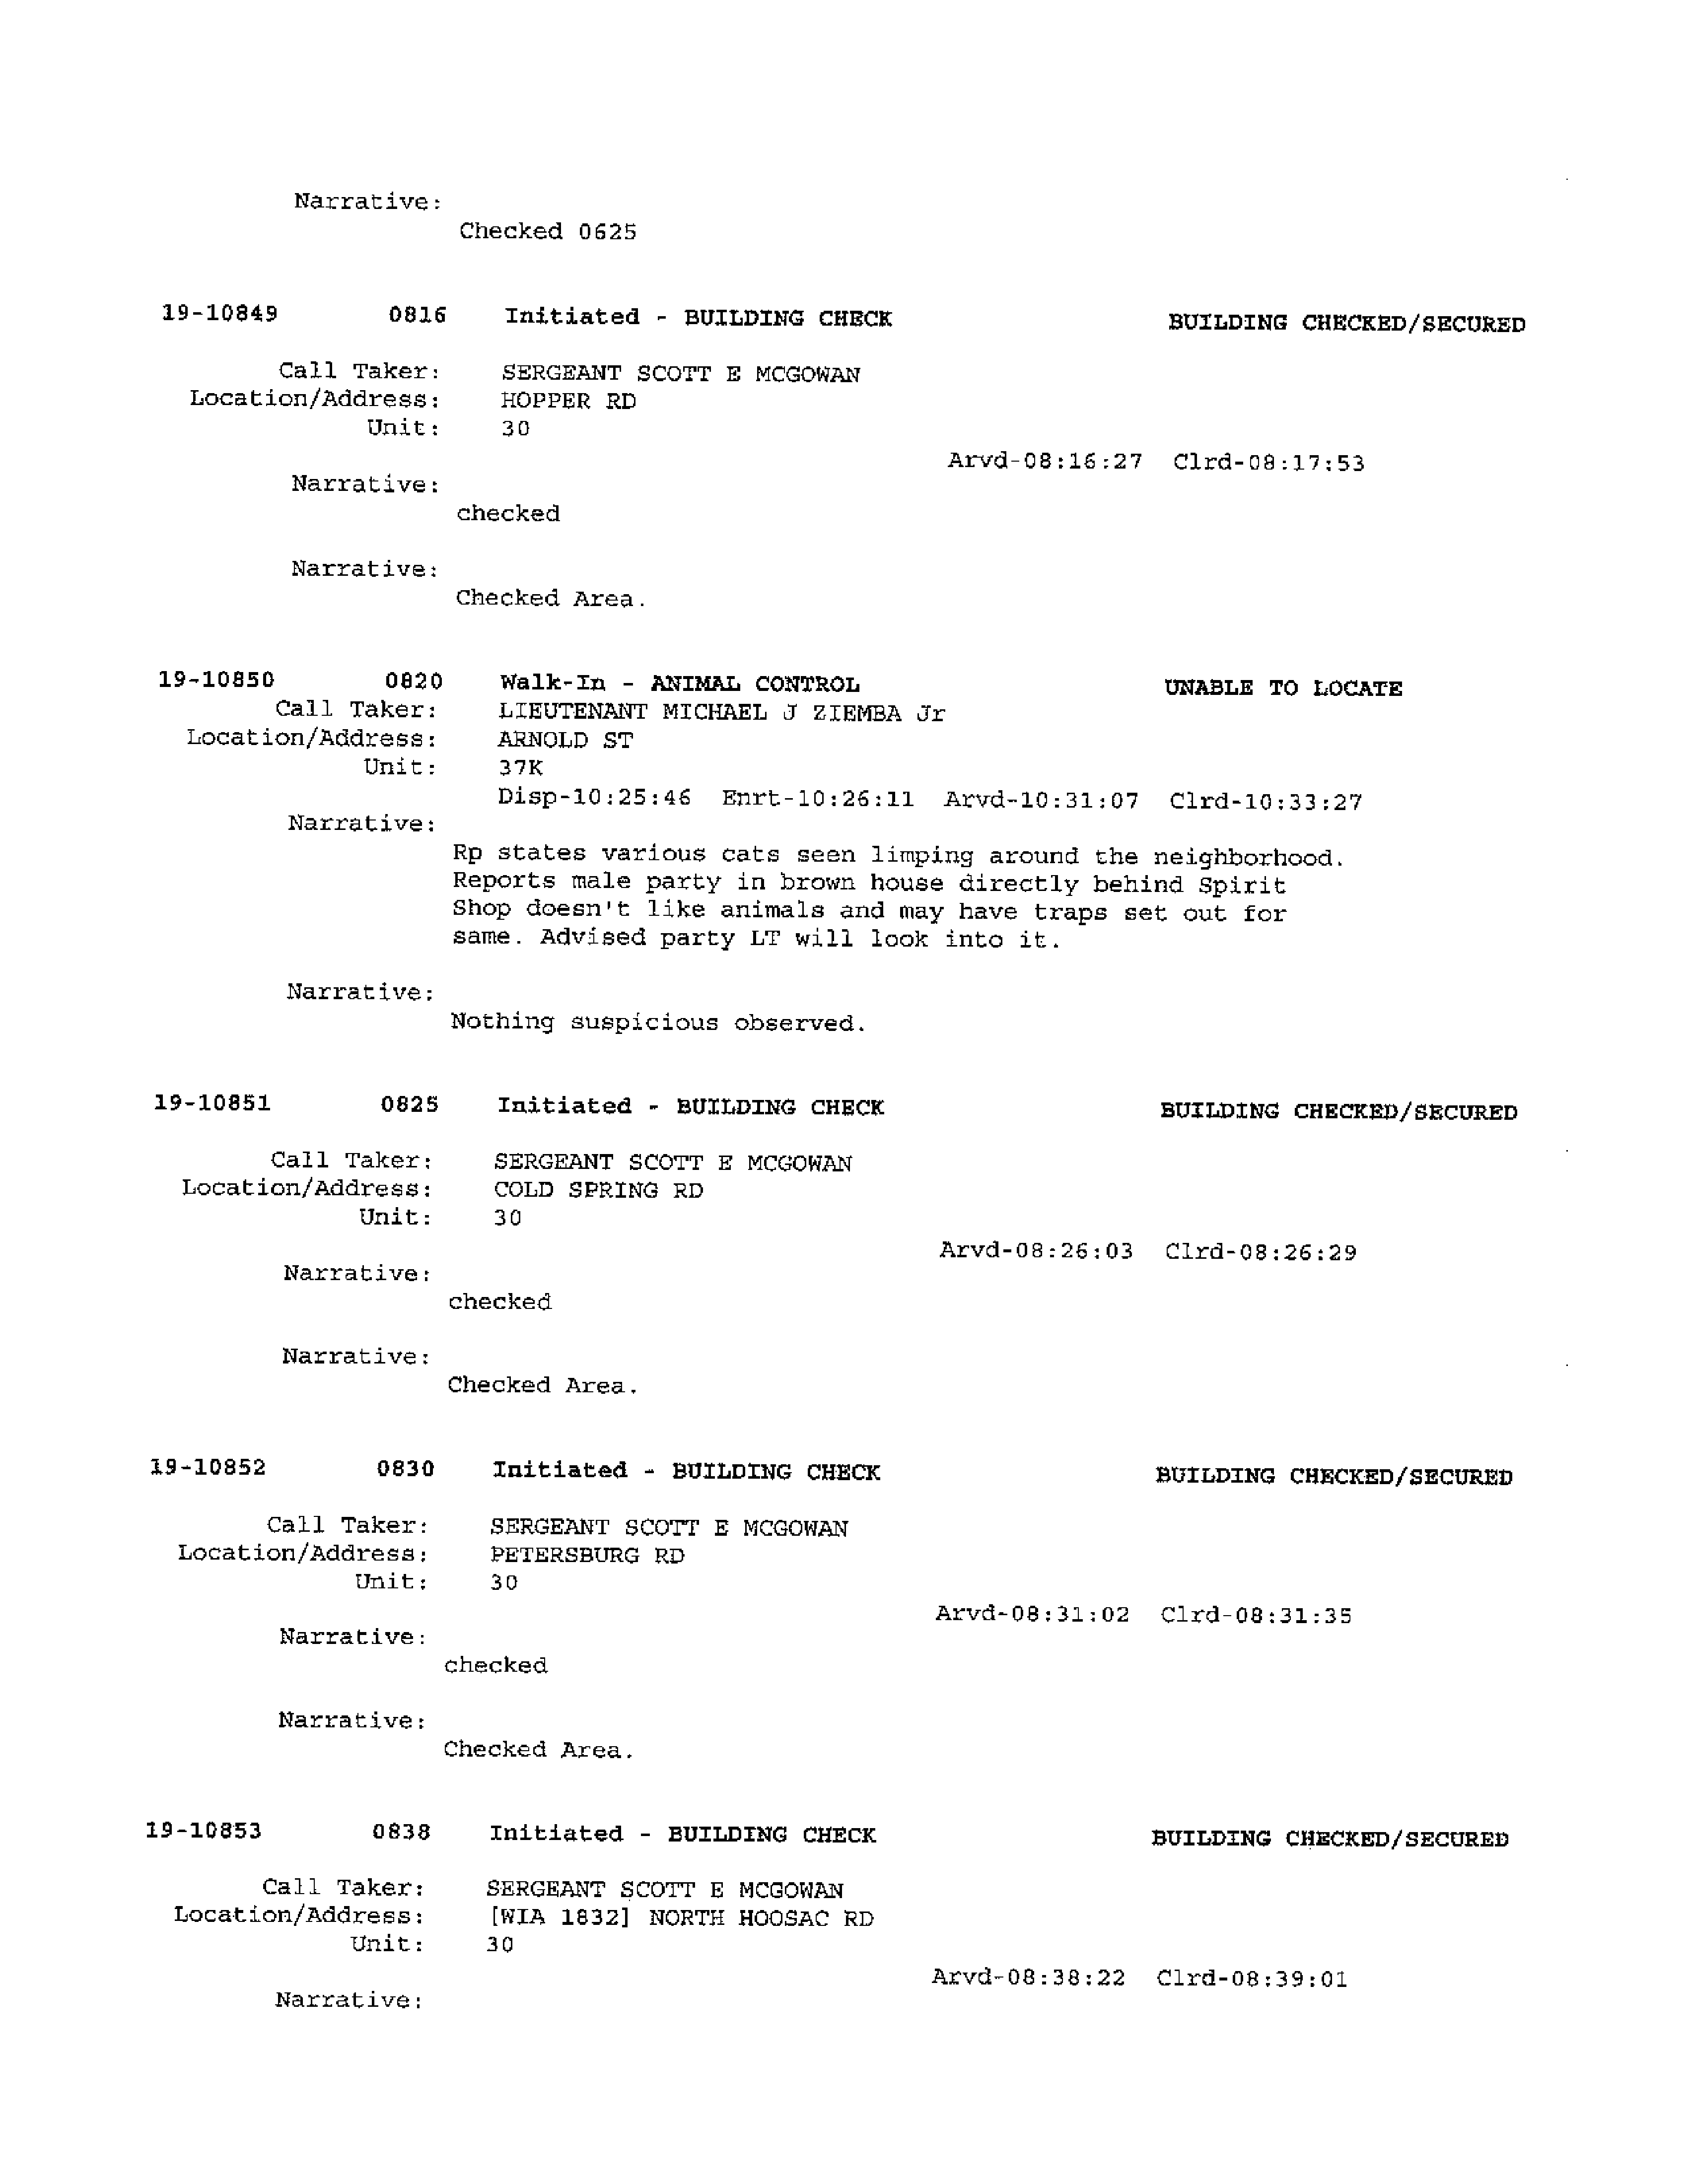 Narrative:
Checked 0625
19-10849 0816 Initiated - BUILDING CHECK BUILDING CHECKED/SECURED
Call Taker: SERGEANT SCOTT E MCGOWAN
Location/Address: HOPPER RD
Unit: 30
Arvd-08:16:27 Clrd-08:17:53
Narrative:
checked
Narrative:
Checked Area.
19-10850 0820 Walk-In - ANIMAL CONTROL UNABLE TO LOCATE
Call Taker: LIEUTENANT MICHAEL J ZIEMBA Jr
Location/Address: ARNOLD ST
Unit: 37K
Disp-10:25:46 Enrt-10:26:11 Arvd-10:31:07 Clrd-10:33:27
Narrative:
Rp states various cats seen limping around the neighborhood.
Reports male party in brown house directly behind Spirit
Shop doesn't like animals and may have traps set out for
same. Advised party LT will look into it.
Narrative:
Nothing suspicious observed.
19-10851 0825 Initiated - BUILDING CHECK BUILDING CHECKED/SECURED
Call Taker: SERGEANT SCOTT E MCGOWAN
Location/Address: COLD SPRING RD
Unit: 30
Arvd-08:26:03 Clrd-08:26:29
Narrative:
checked
Narrative:
Checked Area.
19-10852 0830 Initiated - BUILDING CHECK BUILDING CHECKED/SECURED
Call Taker: SERGEANT SCOTT E MCGOWAN
Location/Address: PETERSBURG RD
Unit: 30
Arvd-08:31:02 Clrd-08:31:35
Narrative:
checked
Narrative:
Checked Area.
19-10853 0838 Initiated - BUILDING CHECK BUILDING CHECKED/SECURED
Call Taker: SERGEANT SCOTT E MCGOWAN
Location/Address: [WIA 1832] NORTH HOOSAC RD
Unit: 30
Arvd-08:38:22 Clrd-08:39:01
Narrative: